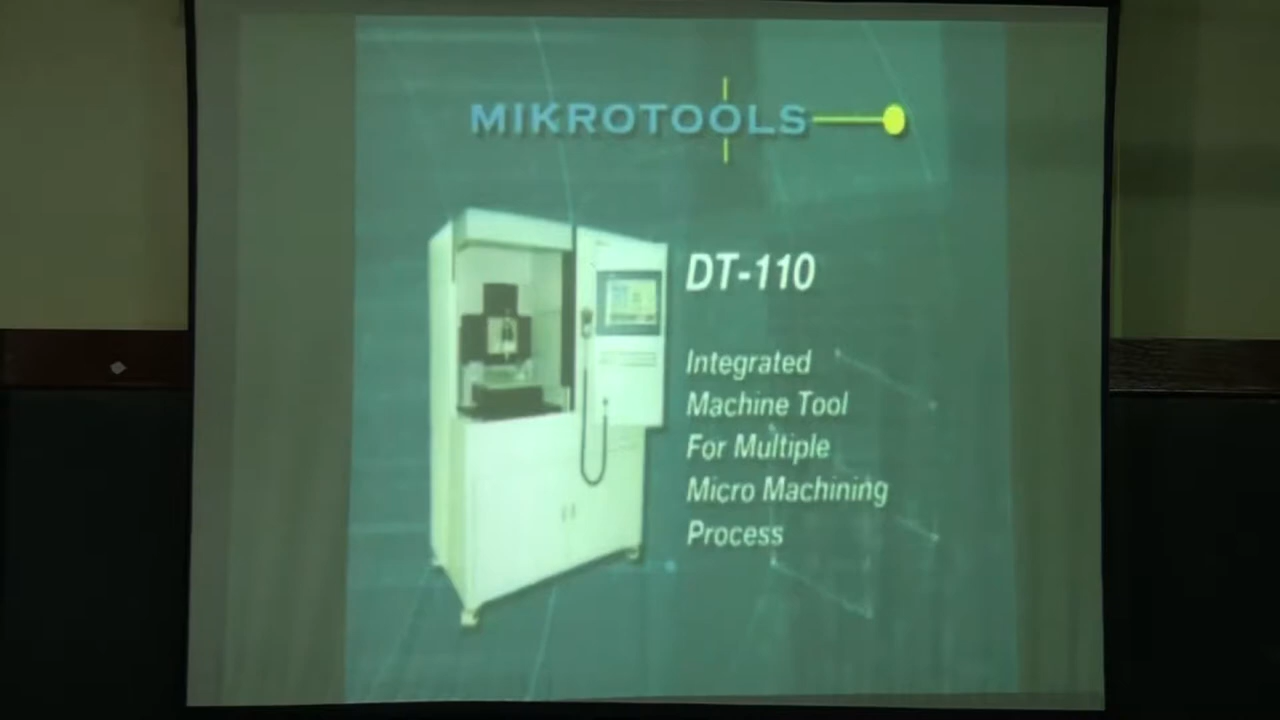 MIKROTOOLS
DT-110
Integrated
Machine Tool
For Multiple
Micro Machining
Process